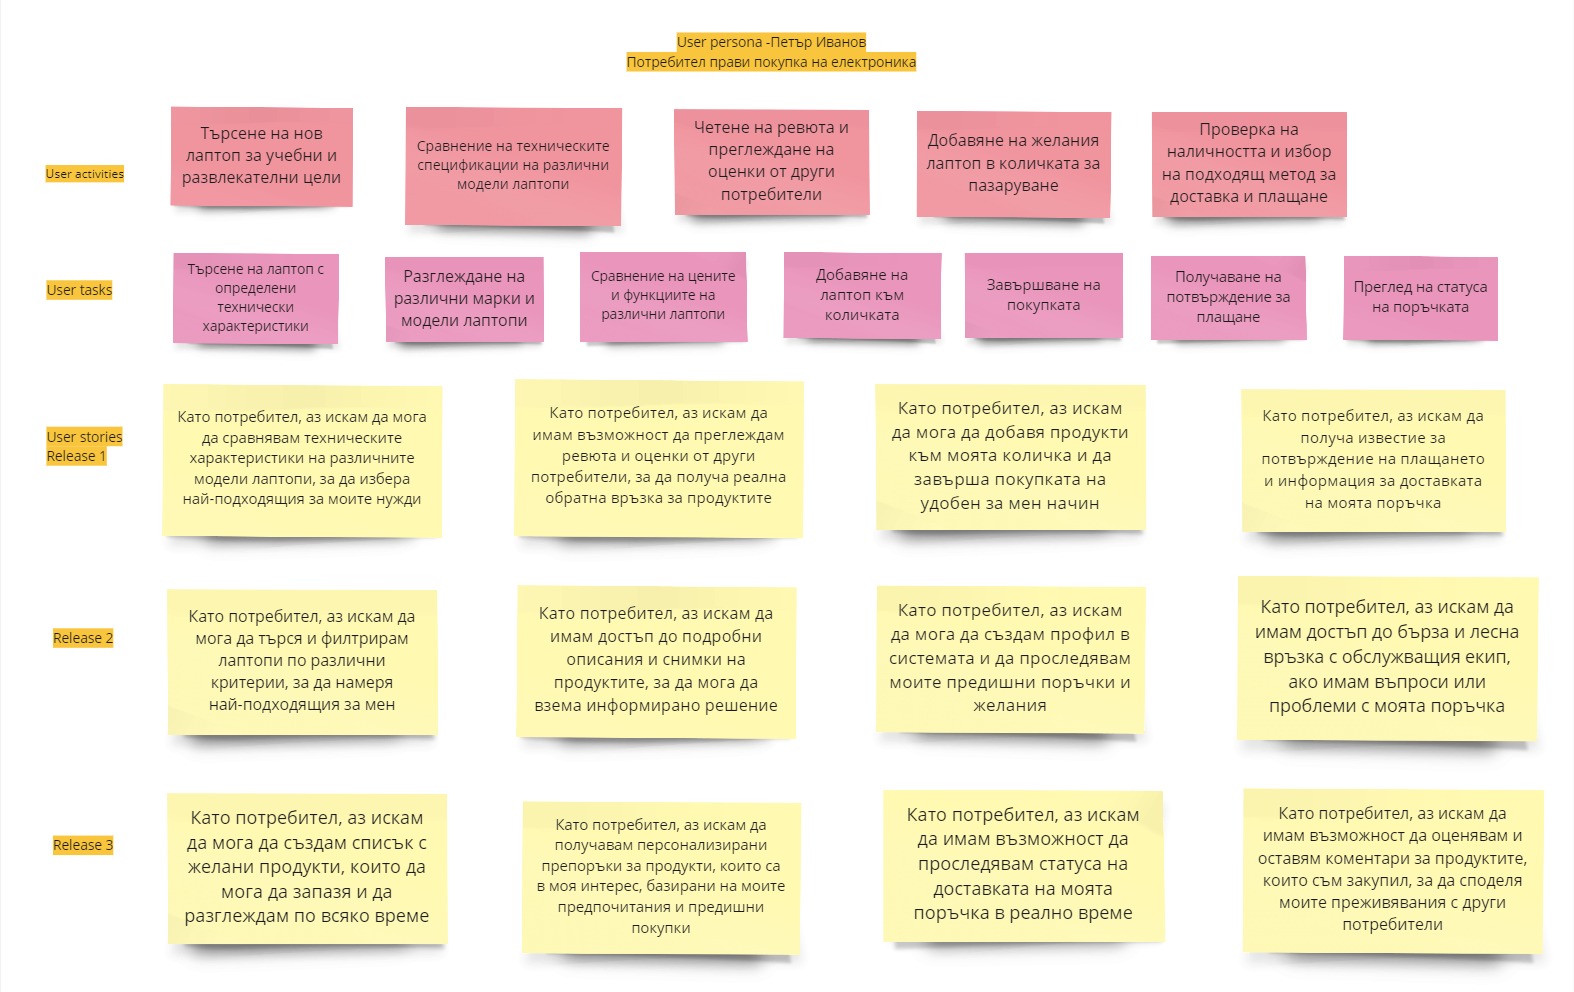 User persona -Петър Иванов
Потребител прави покупка на електроника
User activities
Търсене на нов
лаптоп за учебни и
развлекателни цели
Сравнение на техническите
спецификации на различни
модели лаптопи
Четене на ревюта и
преглеждане на
оценки от други
потребители
Добавяне на желания
лаптоп в количката за
пазаруване
Проверка на
наличността и избор
на подходящ метод за
доставка и плащане
User tasks
Търсене на лаптоп с
определени
технически
характеристики
Разглеждане на
различни марки и
модели лаптопи
Сравнение на цените
и функциите на
различни лаптопи
Добавяне на
лаптоп към
количката
Завършване на
покупката
Получаване на
потвърждение за
плащане
Преглед на статуса
на поръчката
User stories
Release 1
Като потребител, аз искам да мога
да сравнявам техническите
характеристики на различните
модели лаптопи, за да избера
най-подходящия за моите нужди
Като потребител, аз искам да
имам възможност да преглеждам
ревюта и оценки от други
потребители, за да получа реална
обратна връзка за продуктите
Като потребител, аз искам
да мога да добавя продукти
към моята количка и да
завърша покупката на
удобен за мен начин
Като потребител, аз искам да
получа известие за
потвърждение на плащането
и информация за доставката
на моята поръчка
Release 2
Като потребител, аз искам да
мога да търся и филтрирам
лаптопи по различни
критерии, за да намеря
най-подходящия за мен
Като потребител, аз искам да
имам достъп до подробни
описания и снимки на
продуктите, за да мога да
взема информирано решение
Като потребител, аз искам
да мога да създам профил в
системата и да проследявам
моите предишни поръчки и
желания
Като потребител, аз искам да
имам достъп до бърза и лесна
връзка с обслужващия екип,
ако имам въпроси или
проблеми с моята поръчка
Release 3
Като потребител, аз искам
да мога да създам списък с
желани продукти, които да
мога да запазя и да
разглеждам по всяко време
Като потребител, аз искам да
получавам персонализирани
препоръки за продукти, които са
в моя интерес, базирани на моите
предпочитания и предишни
покупки
Като потребител, аз искам
да имам възможност да
проследявам статуса на
доставката на моята
поръчка в реално време
Като потребител, аз искам да
имам възможност да оценявам и
оставям коментари за продуктите,
които съм закупил, за да споделя
моите преживявания с други
потребители